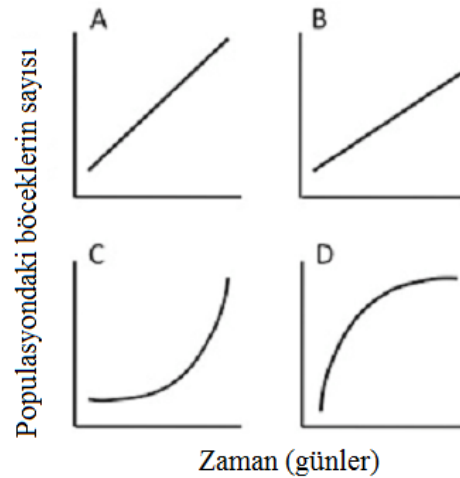 A
B
Populasyondaki böceklerin sayısı
C
D
Zaman (günler)